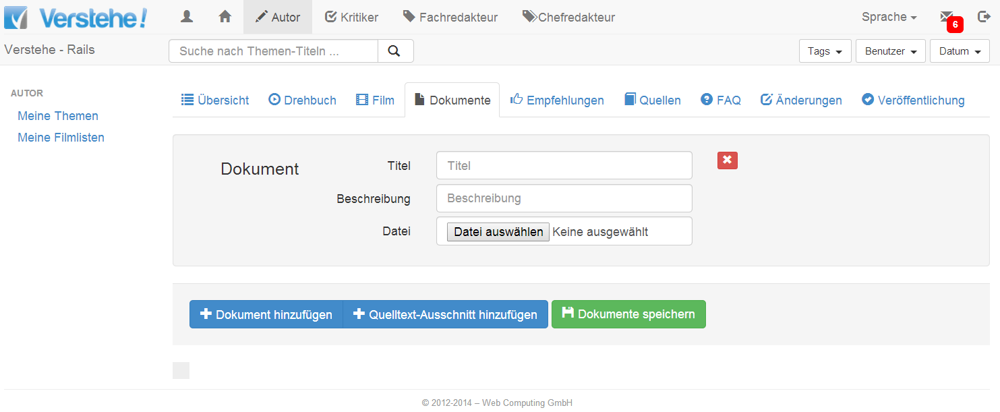 Verstehe! Autor Kritiker Fachredakteur Chefredakteur Sprache 6
Verstehe - Rails Suche nach Themen-Titeln ... Tags Benutzer Datum
AUTOR
Meine Themen
Meine Filmlisten
Übersicht Drehbuch Film Dokumente Empfehlungen Quellen FAQ Änderungen Veröffentlichung
Dokument Titel Titel
Beschreibung Beschreibung
Datei Datei auswählen Keine ausgewählt
Dokument hinzufügen Quelltext-Ausschnitt hinzufügen Dokumente speichern
© 2012-2014 – Web Computing GmbH